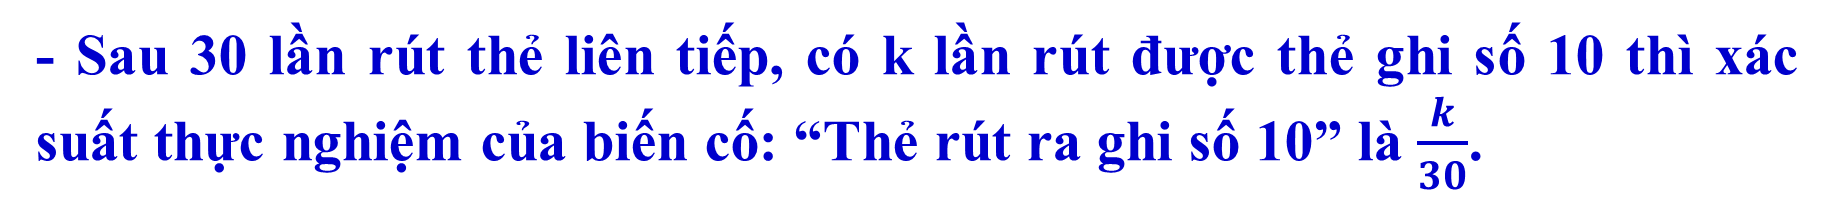 - Sau 30 lần rút thẻ liên tiếp, có k lần rút được thẻ ghi số 10 thì xác
suất thực nghiệm của biến cố: “Thẻ rút ra ghi số 10” là k/30.